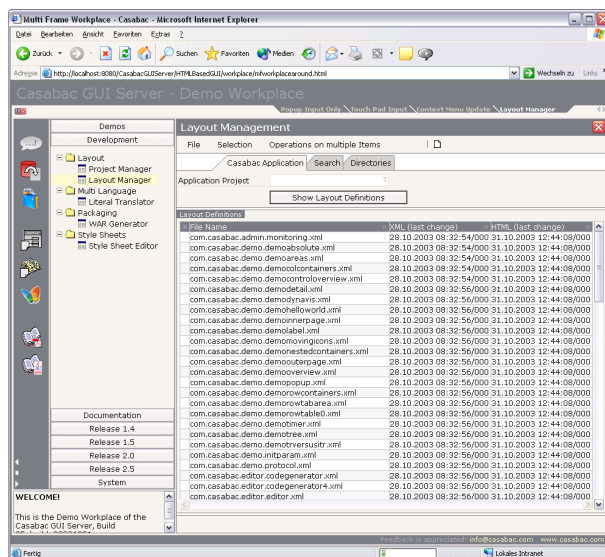 Multi Frame Workplace - Casabac - Microsoft Internet Explorer
Datei Bearbeiten Ansicht Favoriten Extras ?
Zurück Suchen Favoriten Medien
Adresse http://localhost:8080/CasabacGUIServer/HTMLBasedGUI/workplace/mfworkplacearound.html Wechseln zu Links
Casabac GUI Server - Demo Workplace
Popup Input Only Touch Pad Input Context Menu Update Layout Manager
Demos
Development
Layout
Project Manager
Layout Manager
Multi Language
Literal Translator
Packaging
WAR Generator
Style Sheets
Style Sheet Editor
Documentation
Release 1.4
Release 1.5
Release 2.0
Release 2.5
System
WELCOME!
This is the Demo Workplace of the
Casabac GUI Server, Build
Layout Management
File Selection Operations on multiple Items
Casabac Application Search Directories
Application Project
Show Layout Definitions
Layout Definitions
File Name XML (last change) HTML (last change)
com.casabac.admin.monitoring.xml 28.10.2003 08:32:54/000 31.10.2003 12:44:08/000
com.casabac.demo.demoabsolute.xml 28.10.2003 08:32:54/000 31.10.2003 12:44:08/000
com.casabac.demo.demoareas.xml 28.10.2003 08:32:54/000 31.10.2003 12:44:08/000
com.casabac.demo.democolcontainers.xml 28.10.2003 08:32:54/000 31.10.2003 12:44:08/000
com.casabac.demo.democontroloverview.xml 28.10.2003 08:32:54/000 31.10.2003 12:44:08/000
com.casabac.demo.demodetail.xml 28.10.2003 08:32:54/000 31.10.2003 12:44:08/000
com.casabac.demo.demodynavis.xml 28.10.2003 08:32:56/000 31.10.2003 12:44:08/000
com.casabac.demo.demohelloworld.xml 28.10.2003 08:32:56/000 31.10.2003 12:44:08/000
com.casabac.demo.demoinnerpage.xml 28.10.2003 08:32:56/000 31.10.2003 12:44:08/000
com.casabac.demo.demolabel.xml 28.10.2003 08:32:56/000 31.10.2003 12:44:08/000
com.casabac.demo.demomovingicons.xml 28.10.2003 08:32:56/000 31.10.2003 12:44:08/000
com.casabac.demo.demonestedcontainers.xml 28.10.2003 08:32:56/000 31.10.2003 12:44:08/000
com.casabac.demo.demoouterpage.xml 28.10.2003 08:32:56/000 31.10.2003 12:44:08/000
com.casabac.demo.demooverview.xml 28.10.2003 08:32:56/000 31.10.2003 12:44:08/000
com.casabac.demo.demopopup.xml 28.10.2003 08:32:56/000 31.10.2003 12:44:08/000
com.casabac.demo.demorowcontainers.xml 28.10.2003 08:32:56/000 31.10.2003 12:44:08/000
com.casabac.demo.demorowtabarea.xml 28.10.2003 08:32:56/000 31.10.2003 12:44:08/000
com.casabac.demo.demorowtable0.xml 28.10.2003 08:32:56/000 31.10.2003 12:44:08/000
com.casabac.demo.demotimer.xml 28.10.2003 08:32:56/000 31.10.2003 12:44:08/000
com.casabac.demo.demotree.xml 28.10.2003 08:32:56/000 31.10.2003 12:44:08/000
com.casabac.demo.demotrversusitr.xml 28.10.2003 08:32:56/000 31.10.2003 12:44:08/000
com.casabac.demo.initparam.xml 28.10.2003 08:32:56/000 31.10.2003 12:44:08/000
com.casabac.demo.protocol.xml 28.10.2003 08:32:56/000 31.10.2003 12:44:08/000
com.casabac.editor.codegenerator.xml 28.10.2003 08:32:56/000 31.10.2003 12:44:08/000
com.casabac.editor.codegenerator4.xml 28.10.2003 08:32:56/000 31.10.2003 12:44:08/000
com.casabac.editor.editor.xml 28.10.2003 08:32:56/000 31.10.2003 12:44:08/000
Feedback is appreciated! info@casabac.com www.casabac.com
Fertig Lokales Intranet